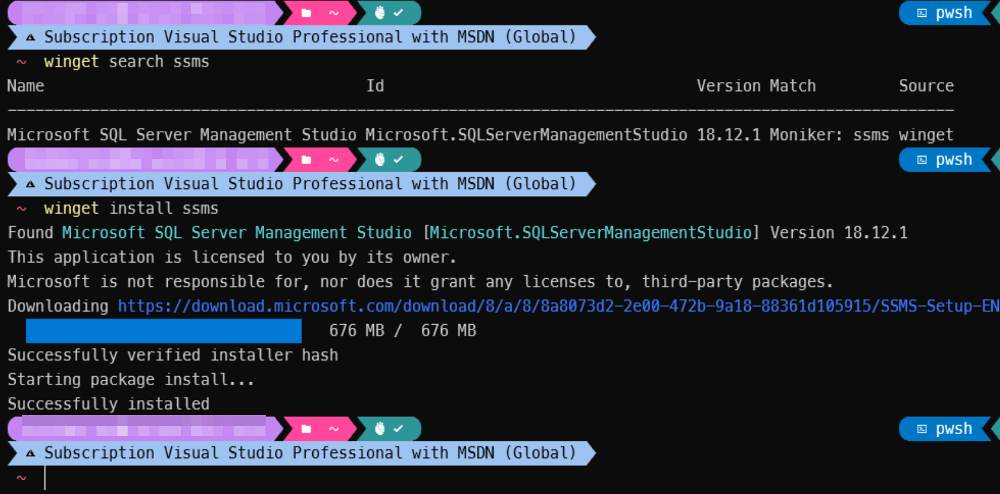 ~ pwsh
Subscription Visual Studio Professional with MSDN (Global)
~ winget search ssms
Name Id Version Match Source
Microsoft SQL Server Management Studio Microsoft.SQLServerManagementStudio 18.12.1 Moniker: ssms winget
~ pwsh
Subscription Visual Studio Professional with MSDN (Global)
~ winget install ssms
Found Microsoft SQL Server Management Studio [Microsoft.SQLServerManagementStudio] Version 18.12.1
This application is licensed to you by its owner.
Microsoft is not responsible for, nor does it grant any licenses to, third-party packages.
Downloading https://download.microsoft.com/download/8/a/8/8a8073d2-2e00-472b-9a18-88361d105915/SSMS-Setup-EN
676 MB / 676 MB
Successfully verified installer hash
Starting package install...
Successfully installed
~ pwsh
Subscription Visual Studio Professional with MSDN (Global)
~